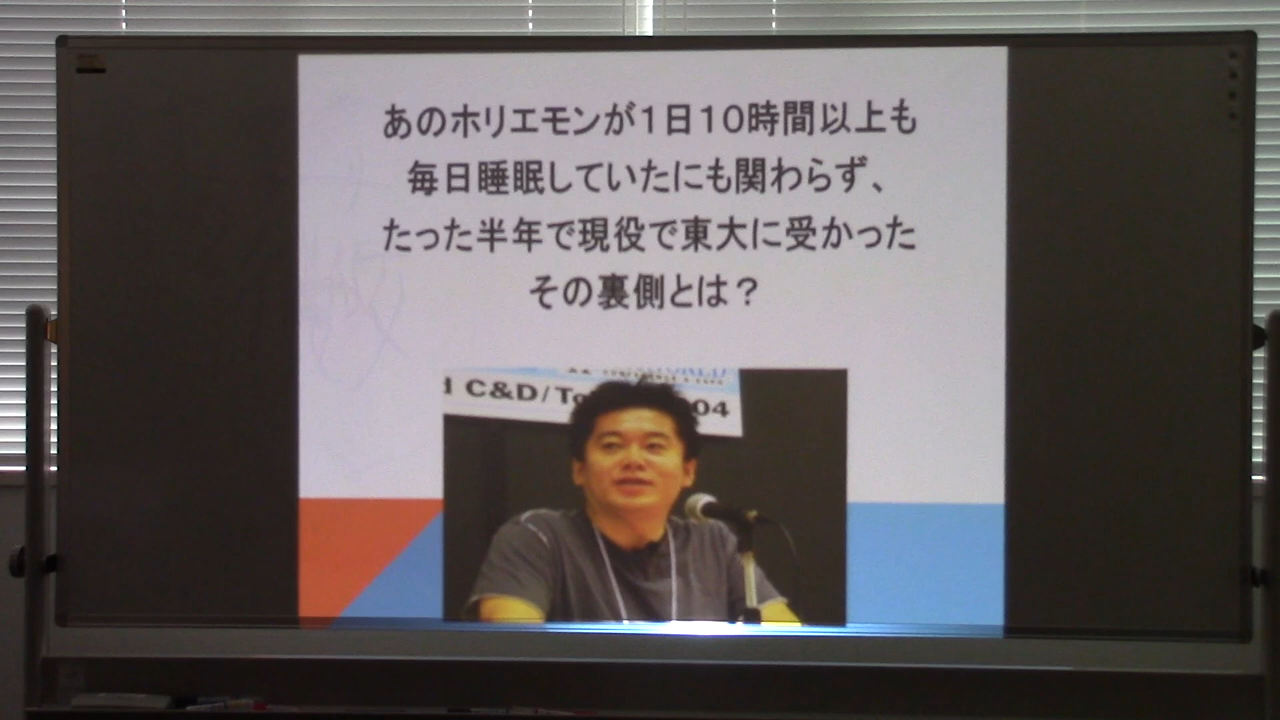 あのホリエモンが１日１０時間以上も
毎日睡眠していたにも関わらず、
たった半年で現役で東大に受かった
その裏側とは？
C&D/To
04